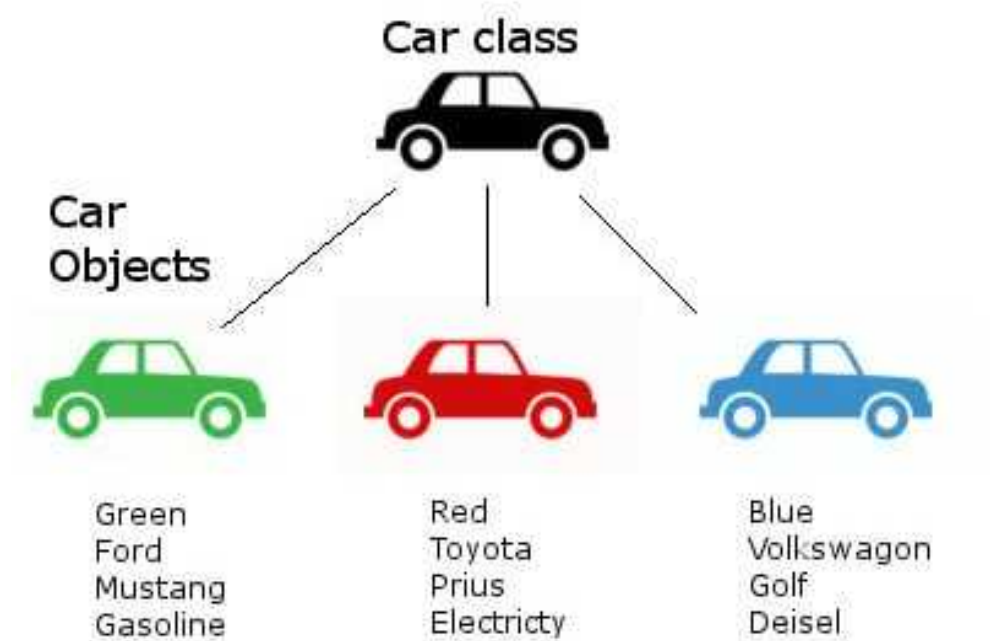 Car class
Car
Objects
Green
Ford
Mustang
Gasoline
Red
Toyota
Prius
Electricty
Blue
Volkswagon
Golf
Deisel